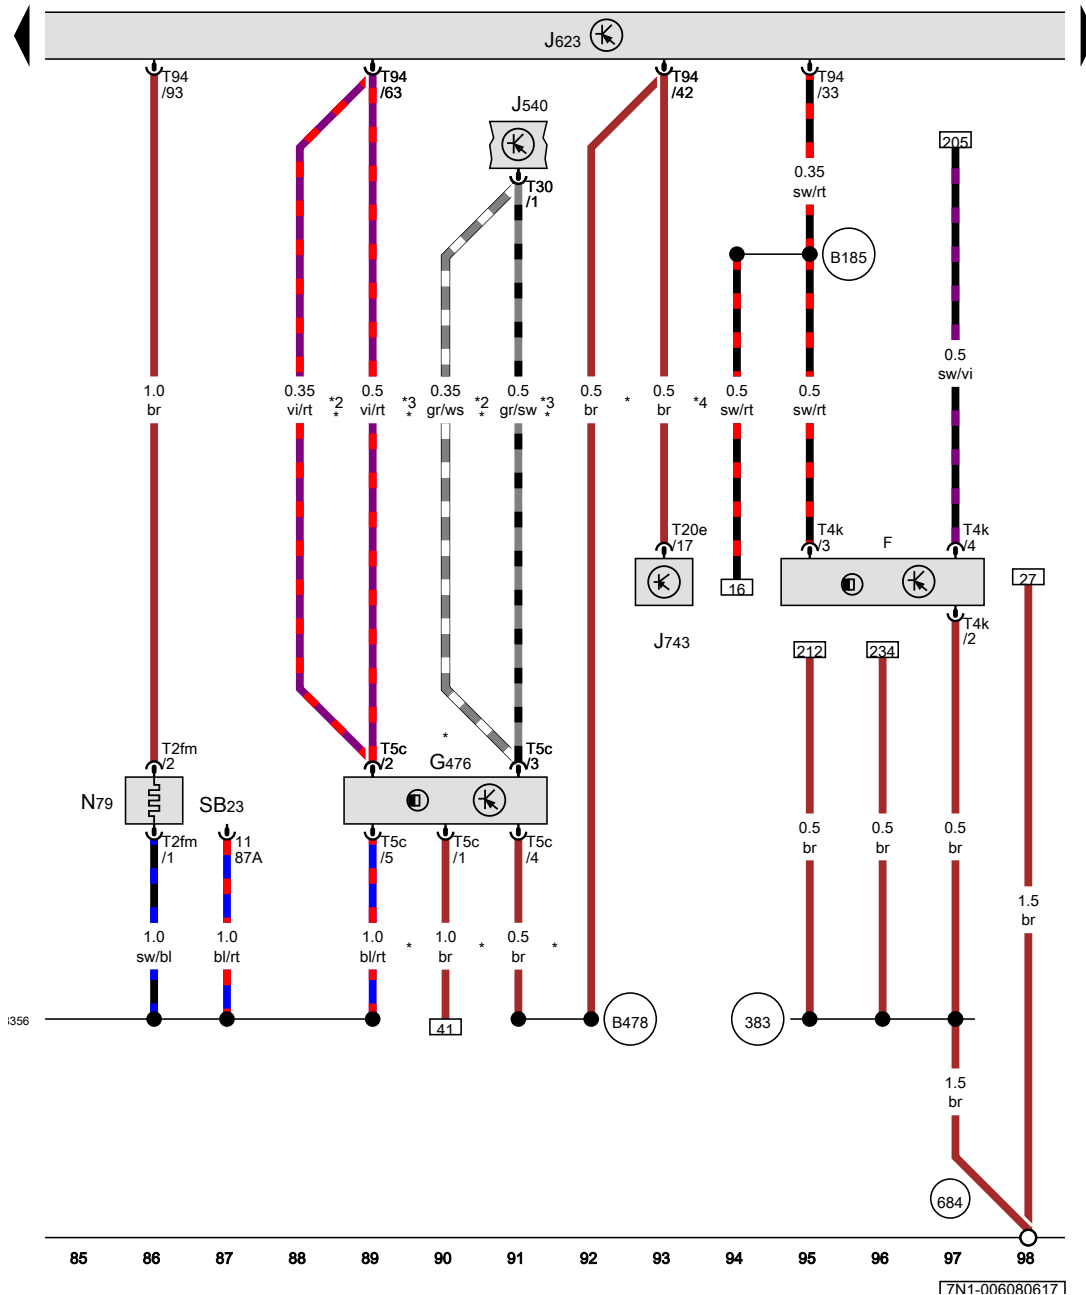 J623
T94
/93
T94
/63
T94
/42
T94
/33
J540
T30
/1
205
0.35
sw/rt
B185
0.5
sw/vi
1.0
br
0.35
vi/rt
*2
*
0.5
vi/rt
*3
*
0.35
gr/ws
*2
*
0.5
gr/sw
*3
*
0.5
br
*
0.5
br
*4
0.5
sw/rt
0.5
sw/rt
T20e
/17
T4k
/3
F
T4k
/4
J743
16
27
T4k
/2
212
234
T2fm
/2
*
T5c
/2
G476
T5c
/3
N79
SB23
T2fm
/1
11
87A
T5c
/5
T5c
/1
T5c
/4
0.5
br
0.5
br
0.5
br
1.5
br
1.0
sw/bl
1.0
bl/rt
1.0
bl/rt
*
1.0
br
*
0.5
br
*
356
41
B478
383
1.5
br
684
85 86 87 88 89 90 91 92 93 94 95 96 97 98
7N1-006080617